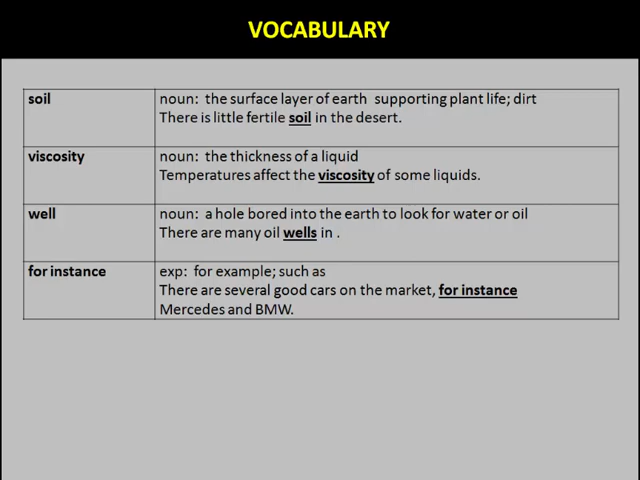 VOCABULARY
soil
noun: the surface layer of earth supporting plant life; dirt
There is little fertile soil in the desert.
viscosity
noun: the thickness of a liquid
Temperatures affect the viscosity of some liquids.
well
noun: a hole bored into the earth to look for water or oil
There are many oil wells in .
for instance
exp: for example; such as
There are several good cars on the market, for instance
Mercedes and BMW.